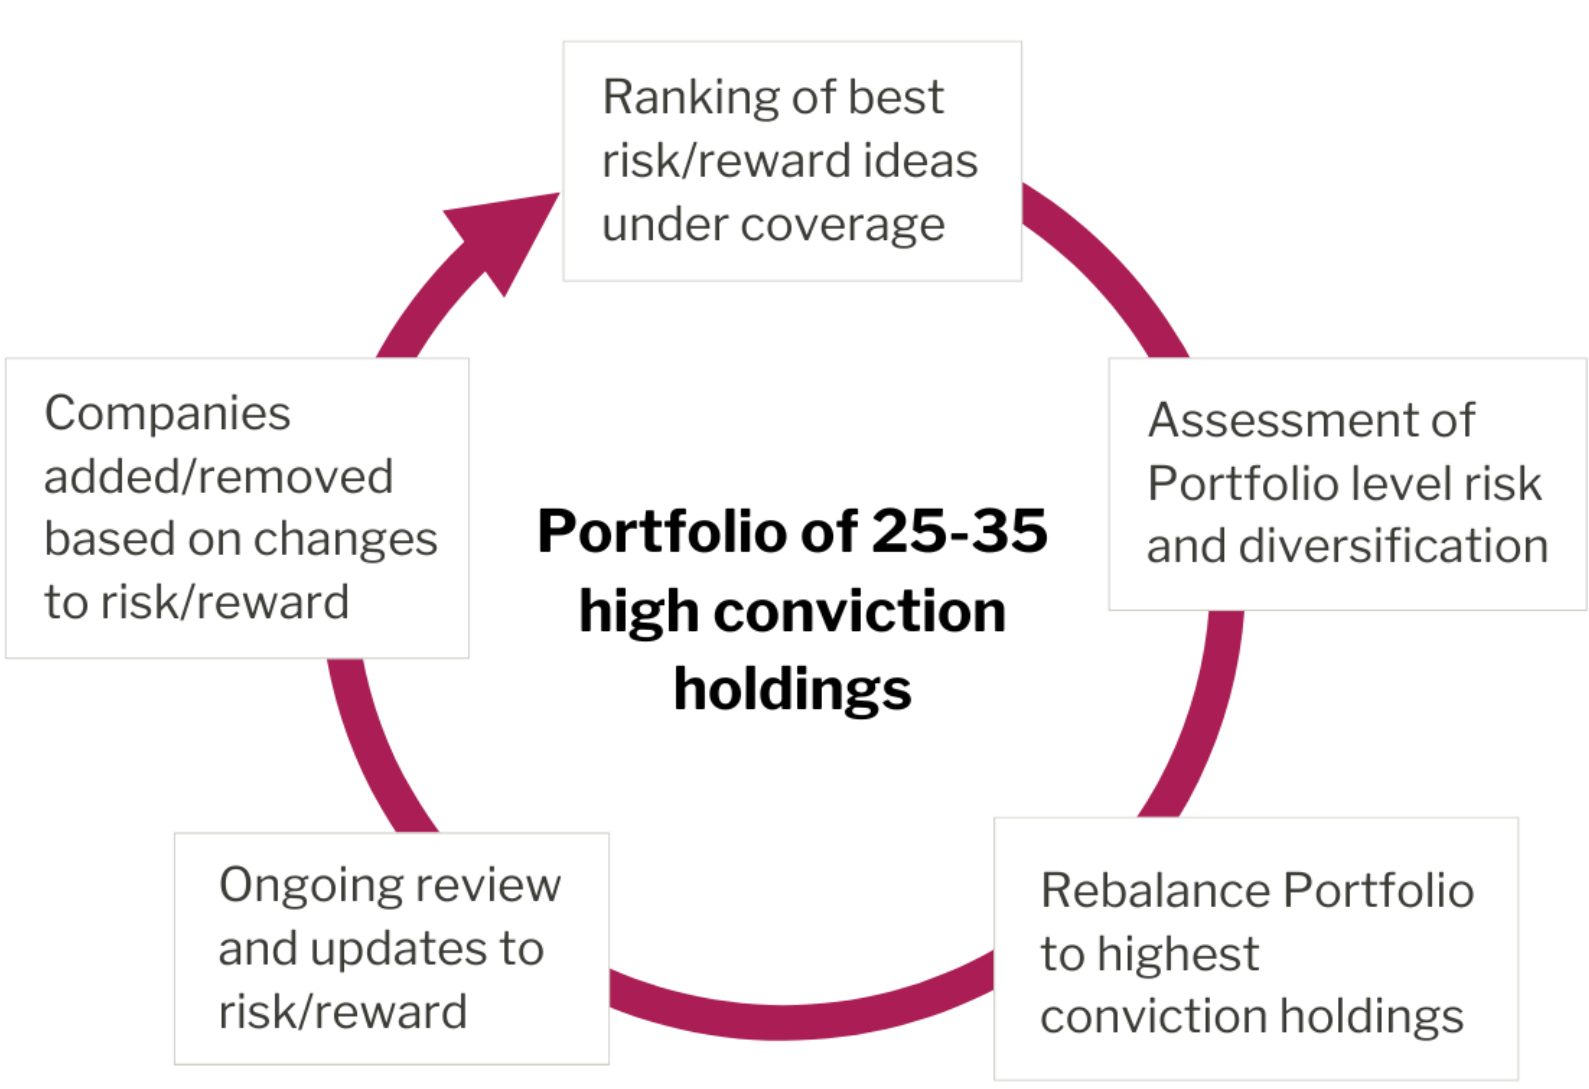 Ranking of best
risk/reward ideas
under coverage
Assessment of
Portfolio level risk
and diversification
Rebalance Portfolio
to highest
conviction holdings
Ongoing review
and updates to
risk/reward
Companies
added/removed
based on changes
to risk/reward
Portfolio of 25-35
high conviction
holdings